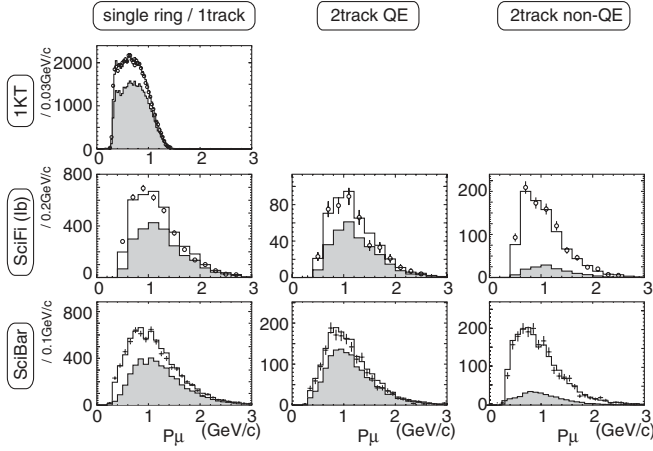 single ring / 1track
2track QE
2track non-QE
1KT
/ 0.03GeV/c
2000
1000
0
0 1 2 3
SciFi (Ib)
/ 0.2GeV/c
800
400
0
0 1 2 3
80
40
0
0 1 2 3
200
100
0
0 1 2 3
SciBar
/ 0.1GeV/c
800
400
0
0 1 2 3
Pμ (GeV/c)
200
100
0
0 1 2 3
Pμ (GeV/c)
200
100
0
0 1 2 3
Pμ (GeV/c)